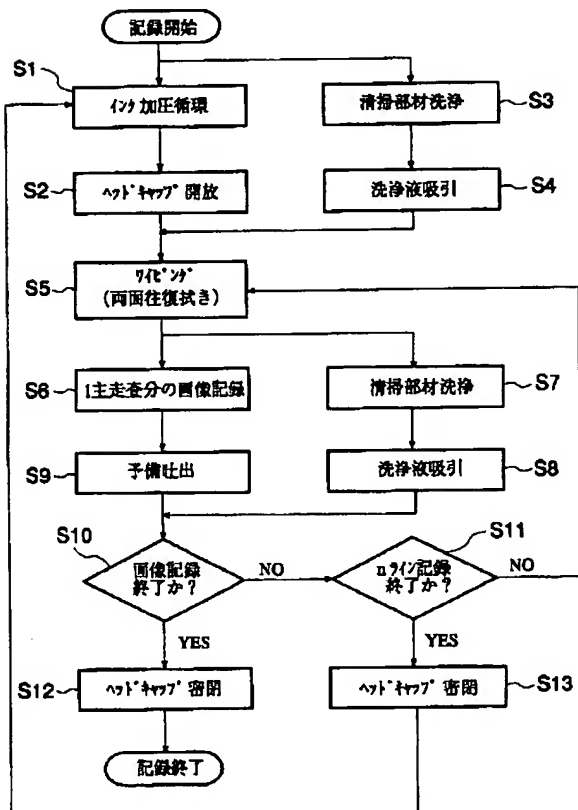 記録開始
S1
インク加圧循環
清掃部材洗浄
S3
S2
ヘッドキャップ開放
洗浄液吸引
S4
S5
ワイピング
(両面往復拭き)
S6
1主走査分の画像記録
清掃部材洗浄
S7
S9
予備吐出
洗浄液吸引
S8
S10
画像記録
終了か?
NO
S11
nライン記録
終了か?
NO
YES
YES
S12
ヘッドキャップ密閉
ヘッドキャップ密閉
S13
記録終了